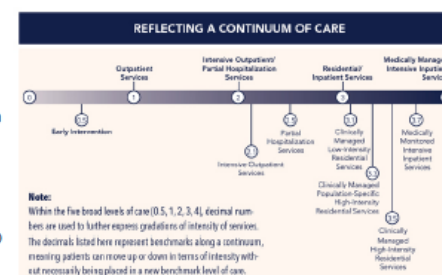 REFLECTING A CONTINUUM OF CARE
Outpatient
Services
Intensive Outpatient/
Partial Hospitalization
Services
Residential/
Inpatient Services
Medically Manag
Intensive Inpatie
Servic
0
1
2
3
0.5
Early Intervention
2.1
Intensive Outpatient
Services
2.5
Partial
Hospitalization
Services
3.1
Clinically
Managed
Low-Intensity
Residential
Services
3.3
Clinically Managed
Population-Specific
High-Intensity
Residential Services
3.5
Clinically
Managed
High-Intensity
Residential
Services
3.7
Medically
Monitored
Intensive
Inpatient
Services
Note:
Within the five broad levels of care (0.5, 1, 2, 3, 4), decimal num-
bers are used to further express gradations of intensity of services.
The decimals listed here represent benchmarks along a continuum,
meaning patients can move up or down in terms of intensity with-
out necessarily being placed in a new benchmark level of care.